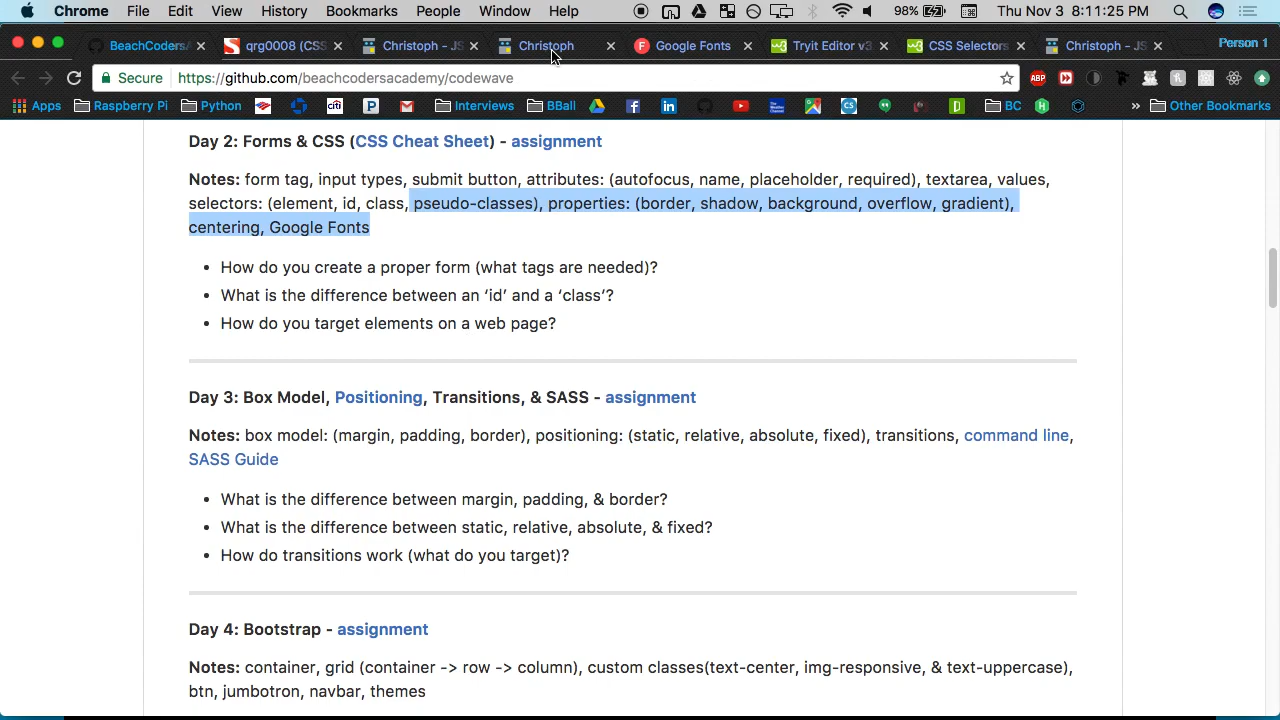 Chrome File Edit View History Bookmarks People Window Help 98% Thu Nov 3 8:11:25 PM
BeachCodersA qrg0008 (CSS Christoph - JS Christoph Google Fonts Tryit Editor v3 CSS Selectors Christoph - JS Person 1
Secure https://github.com/beachcodersacademy/codewave
Apps Raspberry Pi Python citi Gmail Interviews BBall BC » Other Bookmarks
Day 2: Forms & CSS (CSS Cheat Sheet) - assignment
Notes: form tag, input types, submit button, attributes: (autofocus, name, placeholder, required), textarea, values,
selectors: (element, id, class, pseudo-classes), properties: (border, shadow, background, overflow, gradient),
centering, Google Fonts
• How do you create a proper form (what tags are needed)?
• What is the difference between an ‘id’ and a ‘class’?
• How do you target elements on a web page?
Day 3: Box Model, Positioning, Transitions, & SASS - assignment
Notes: box model: (margin, padding, border), positioning: (static, relative, absolute, fixed), transitions, command line,
SASS Guide
• What is the difference between margin, padding, & border?
• What is the difference between static, relative, absolute, & fixed?
• How do transitions work (what do you target)?
Day 4: Bootstrap - assignment
Notes: container, grid (container -> row -> column), custom classes(text-center, img-responsive, & text-uppercase),
btn, jumbotron, navbar, themes